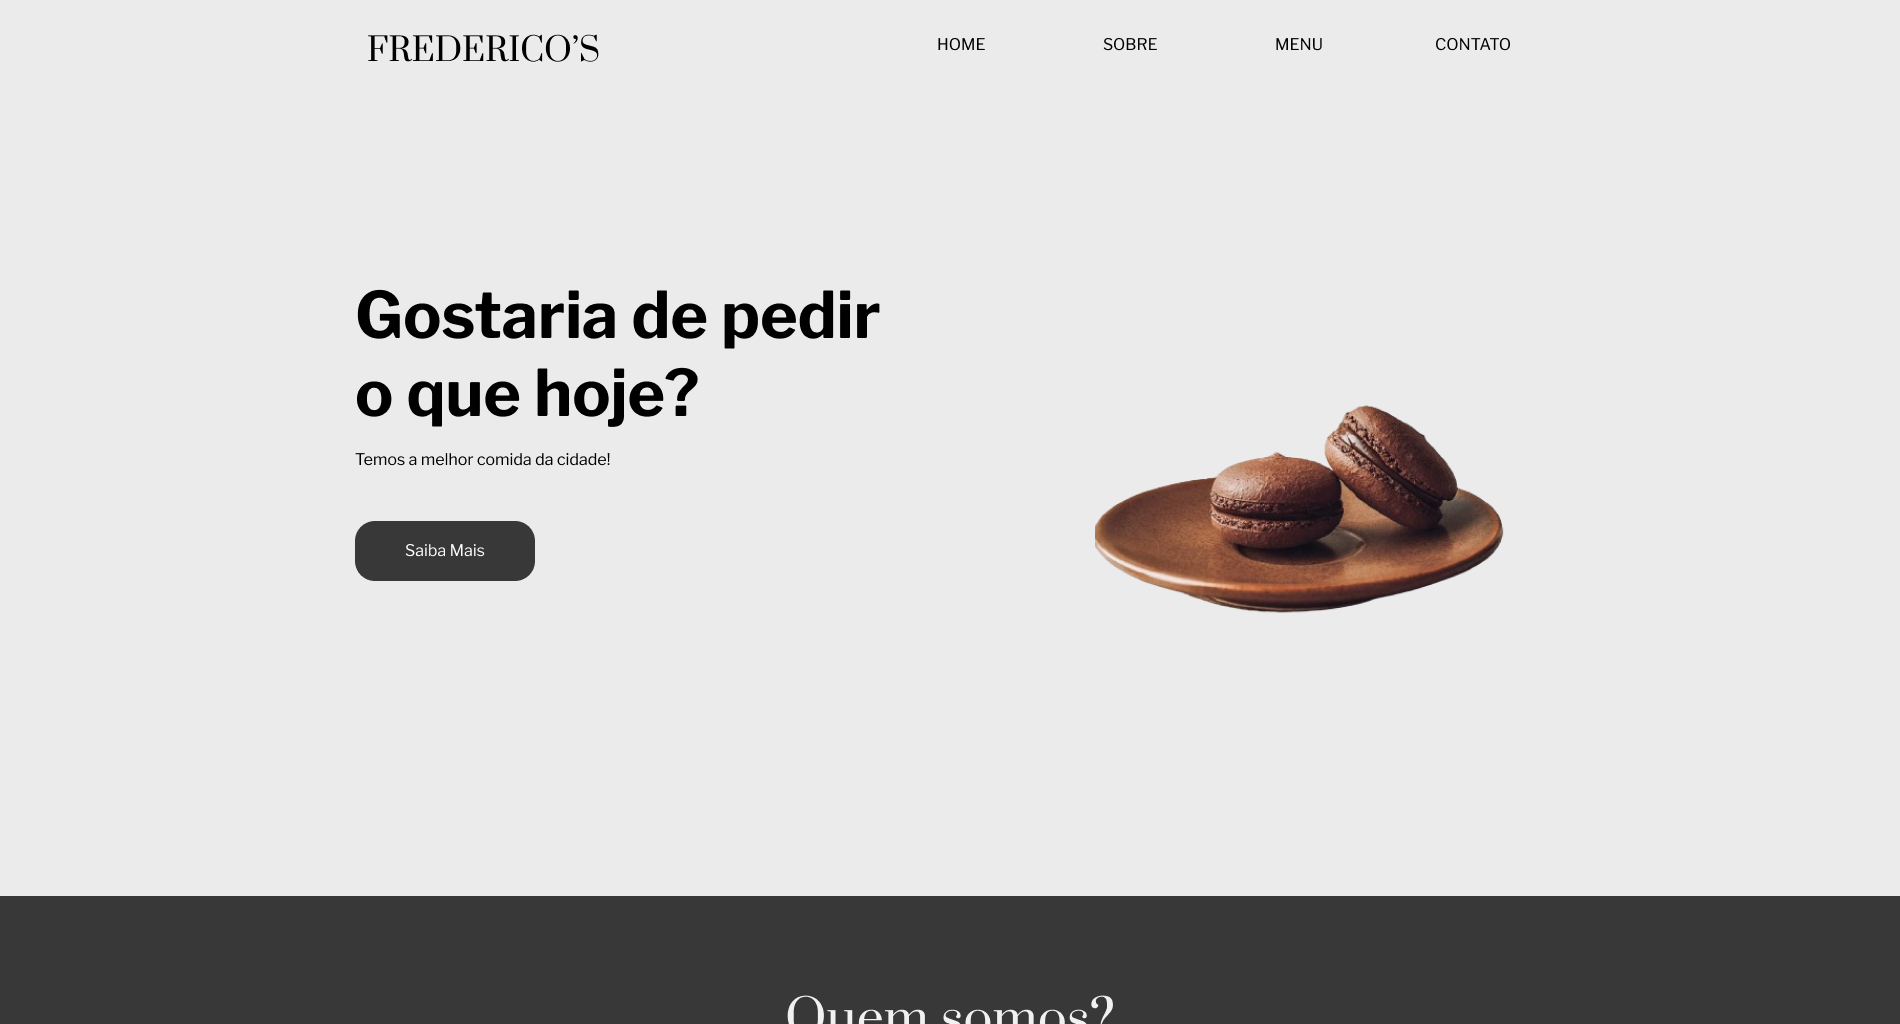 FREDERICO’S
HOME
SOBRE
MENU
CONTATO
Gostaria de pedir
o que hoje?
Temos a melhor comida da cidade!
Saiba Mais
Quem somos?